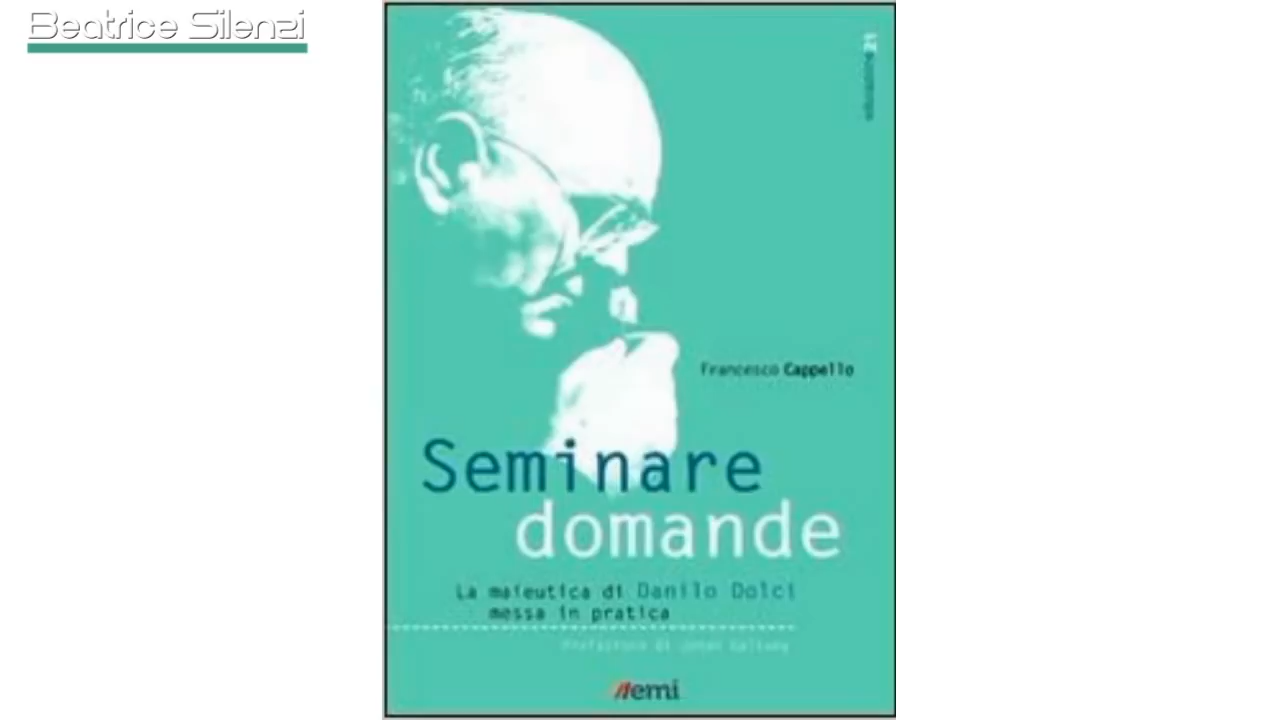 Beatrice Silenzi
Francesco Cappello
Seminare
domande
La maieutica di Danilo Dolci
messa in pratica
Prefazione di Johan Galtung
emi